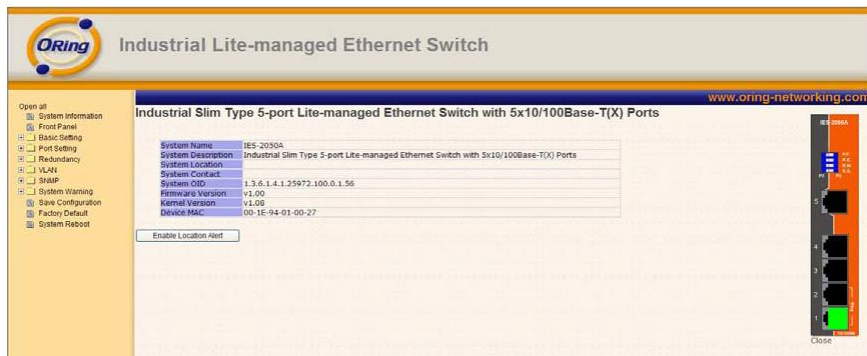 ORing
Industrial Lite-managed Ethernet Switch
www.oring-networking.com
Open all
System Information
Front Panel
Basic Setting
Port Setting
Redundancy
VLAN
SNMP
System Warning
Save Configuration
Factory Default
System Reboot
Industrial Slim Type 5-port Lite-managed Ethernet Switch with 5x10/100Base-T(X) Ports
System Name IES-2050A
System Description Industrial Slim Type 5-port Lite-managed Ethernet Switch with 5x10/100Base-T(X) Ports
System Location
System Contact
System OID 1.3.6.1.4.1.25972.100.0.1.56
Firmware Version v1.00
Kernel Version v1.08
Device MAC 00-1E-94-01-00-27
Enable Location Alert
IES-2050A
5
4
3
2
1
Close